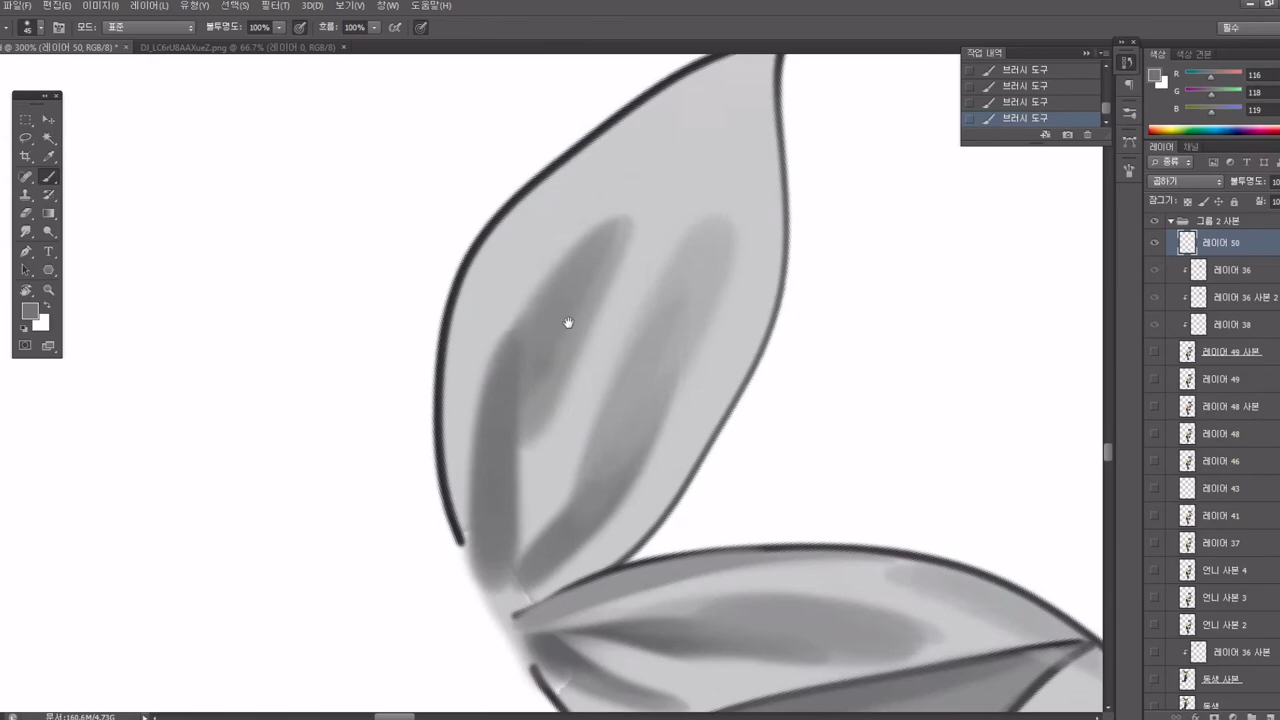 파일(F) 편집(E) 이미지(I) 레이어(L) 유형(Y) 선택(S) 필터(T) 3D(D) 보기(V) 창(W) 도움말(H)
45 모드: 표준 불투명도: 100% 흐름: 100% 필수
@ 300% (레이어 50, RGB/8) * × DJ_LC6rU8AAXueZ.png @ 66.7% (레이어 0, RGB/8) ×
작업 내역
브러시 도구
브러시 도구
브러시 도구
브러시 도구
색상 색상 견본
R 116
G 118
B 119
레이어 채널
종류
곱하기 불투명도: 10
잠그기: 칠: 10
그룹 2 사본
레이어 50
레이어 36
레이어 36 사본 2
레이어 38
레이어 49 사본
레이어 49
레이어 48 사본
레이어 48
레이어 46
레이어 43
레이어 41
레이어 37
언니 4
언니 3
언니 2
레이어 36 사본
동생 사본
동생
문서:160.6M/4.73G